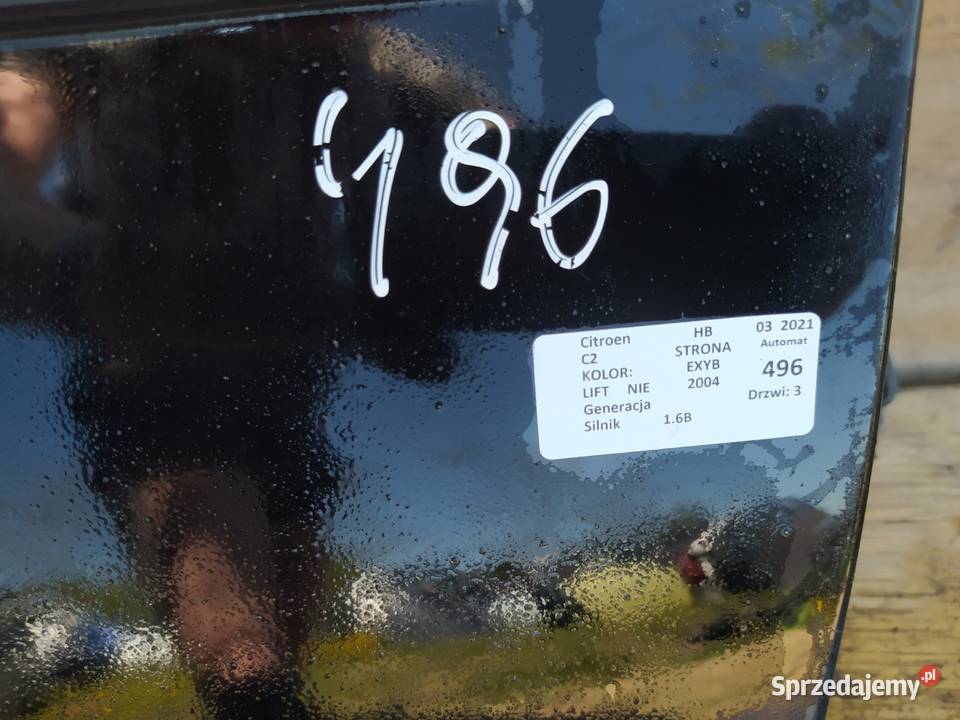 496
Citroen HB 03 2021
C2 STRONA Automat
KOLOR: EXYB 496
LIFT NIE 2004
Generacja Drzwi: 3
Silnik 1.6B
Sprzedajemy.pl